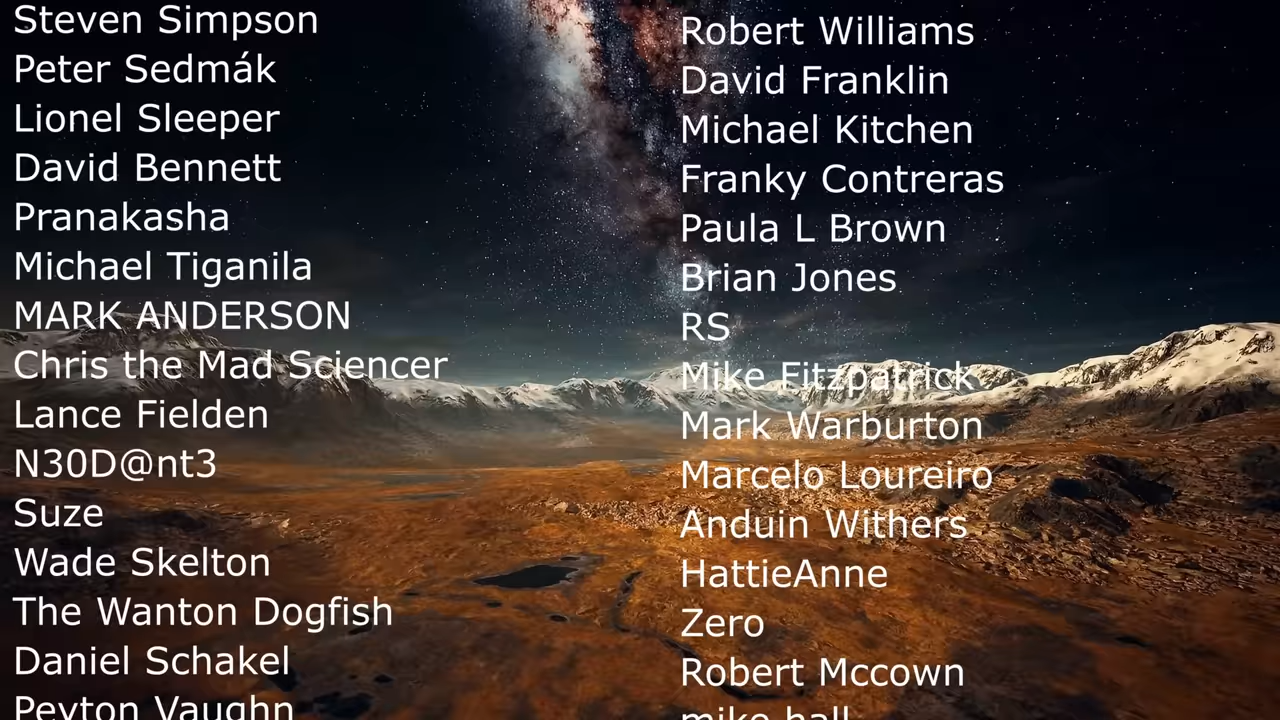 Steven Simpson
Peter Sedmák
Lionel Sleeper
David Bennett
Pranakasha
Michael Tiganila
MARK ANDERSON
Chris the Mad Sciencer
Lance Fielden
N30D@nt3
Suze
Wade Skelton
The Wanton Dogfish
Daniel Schakel
Peyton Vaughn
Robert Williams
David Franklin
Michael Kitchen
Franky Contreras
Paula L Brown
Brian Jones
RS
Mike Fitzpatrick
Mark Warburton
Marcelo Loureiro
Anduin Withers
HattieAnne
Zero
Robert Mccown
mike hall